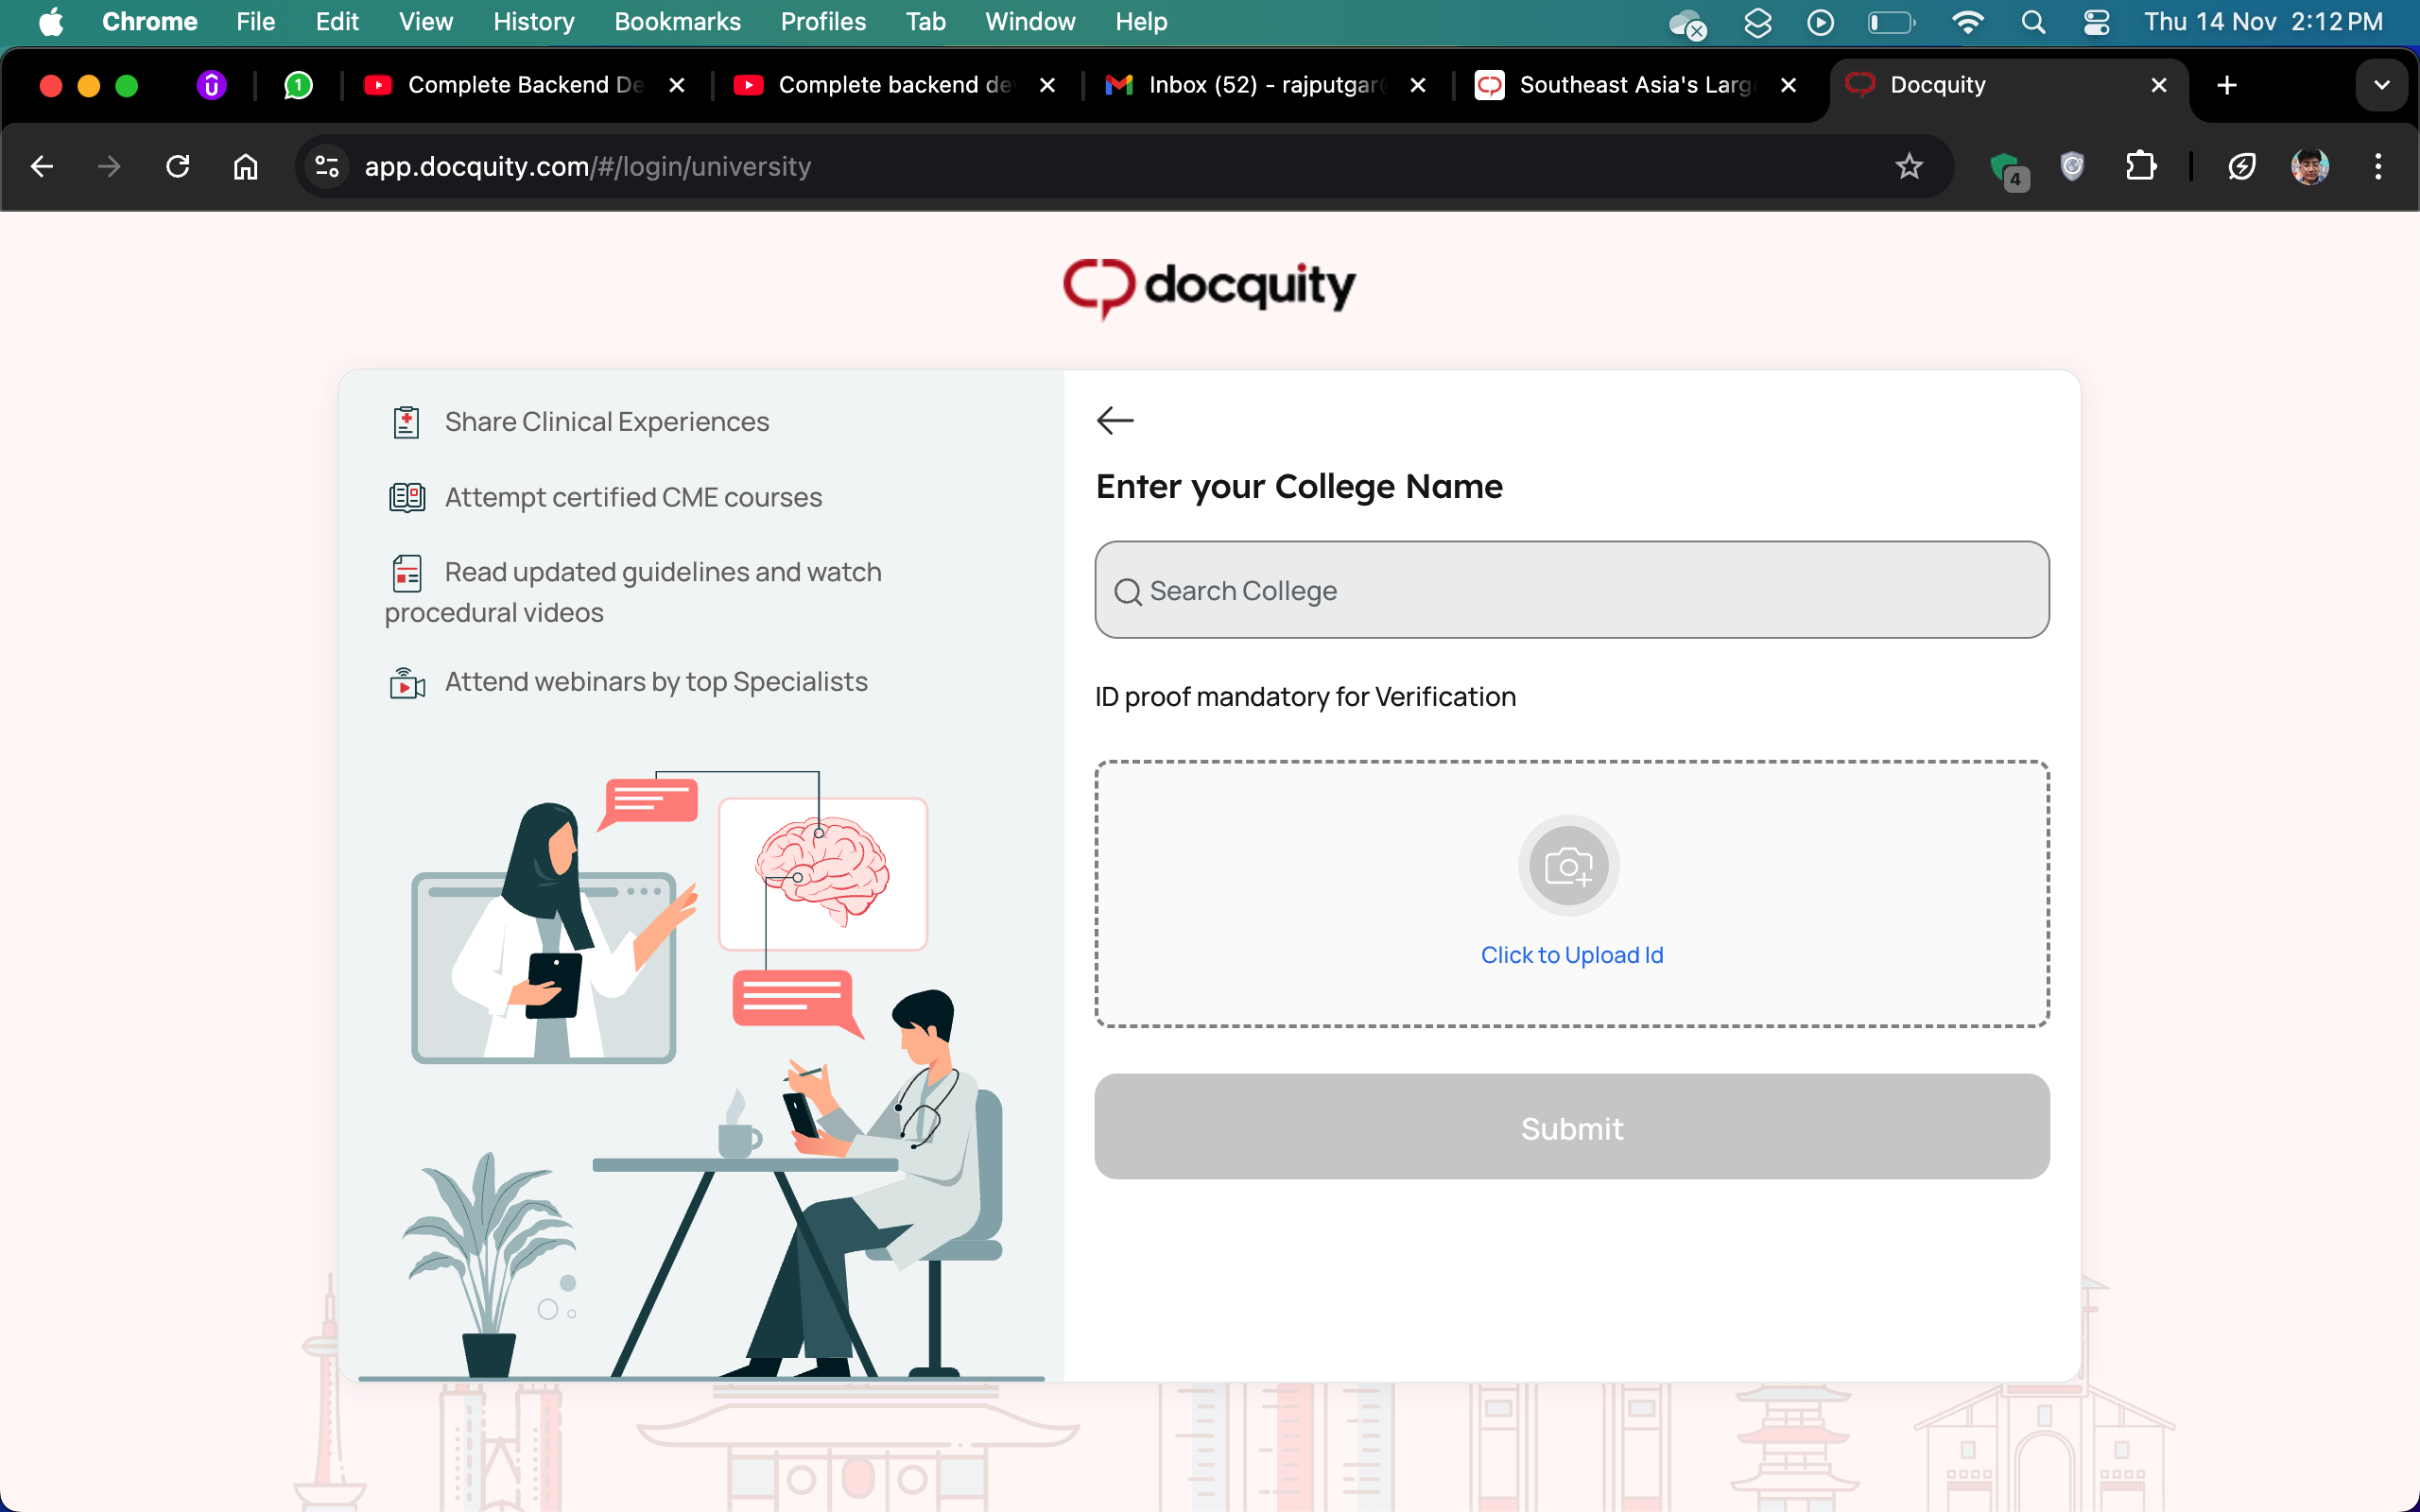 Chrome File Edit View History Bookmarks Profiles Tab Window Help Thu 14 Nov 2:12 PM
1 Complete Backend De Complete backend de Inbox (52) - rajputgar Southeast Asia's Larg Docquity
app.docquity.com/#/login/university 4
docquity
Share Clinical Experiences
Attempt certified CME courses
Read updated guidelines and watch
procedural videos
Attend webinars by top Specialists
Enter your College Name
Search College
ID proof mandatory for Verification
Click to Upload Id
Submit